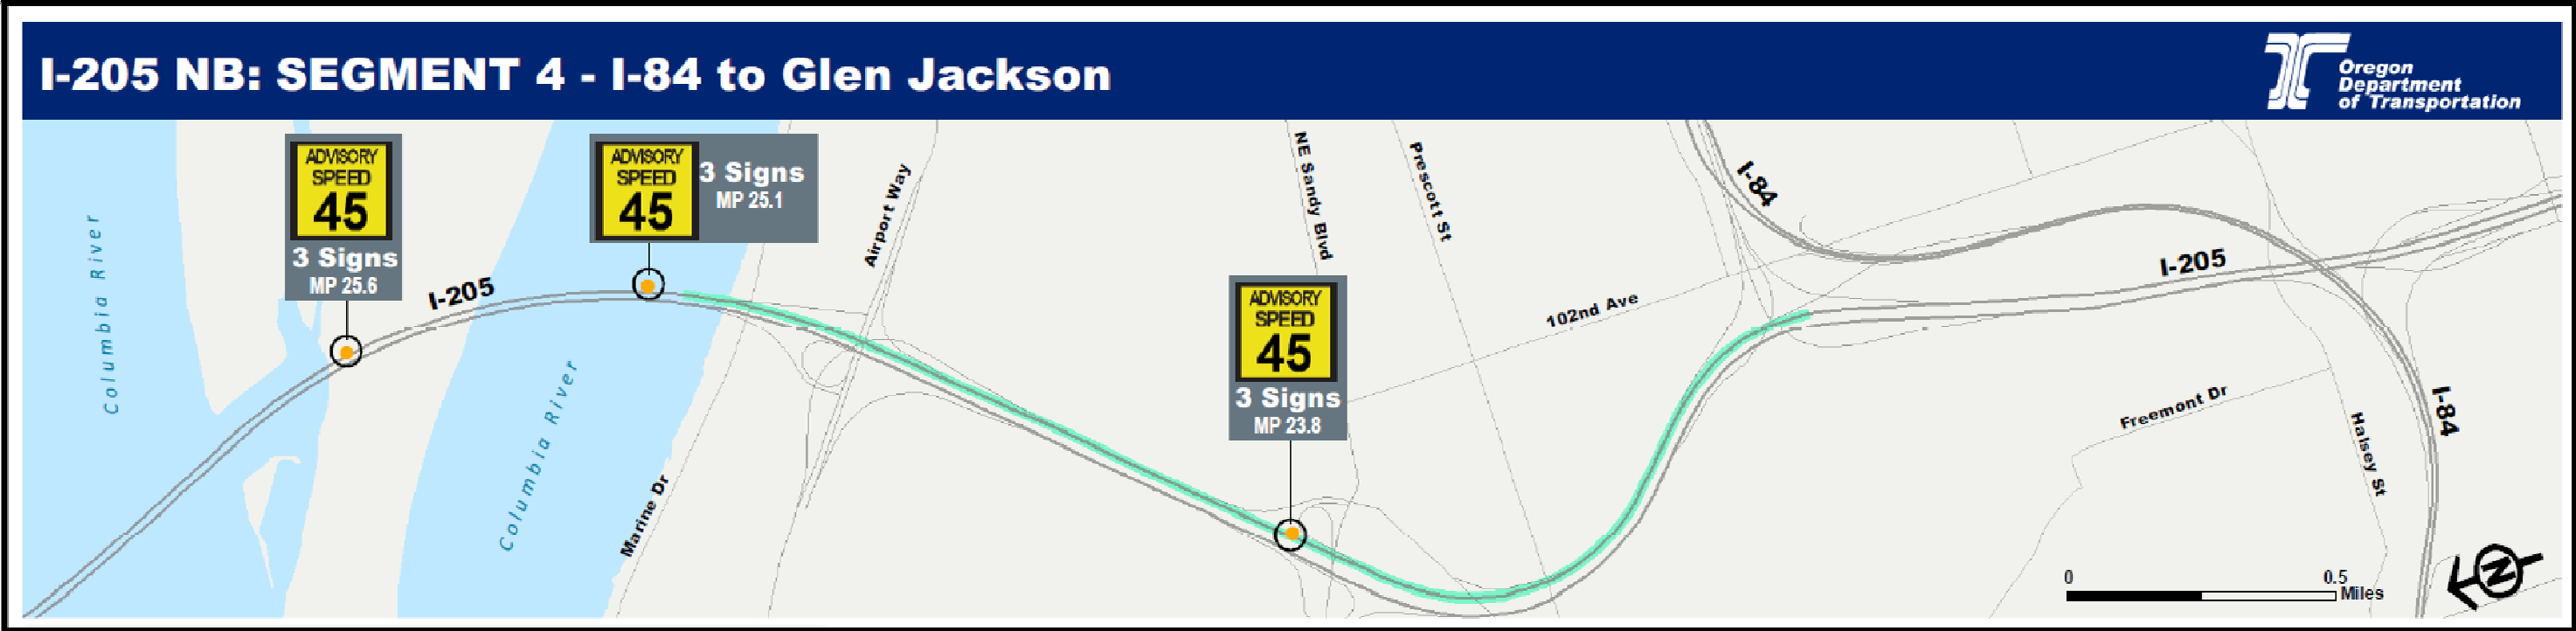 I-205 NB: SEGMENT 4 - I-84 to Glen Jackson
Oregon
Department
of Transportation
ADVISORY
SPEED
45
3 Signs
MP 25.6
ADVISORY
SPEED
45
3 Signs
MP 25.1
ADVISORY
SPEED
45
3 Signs
MP 23.8
Columbia River
I-205
Columbia River
Marine Dr
Airport Way
NE Sandy Blvd
Prescott St
102nd Ave
I-84
I-205
Freemont Dr
Halsey St
I-84
0
0.5
Miles
N